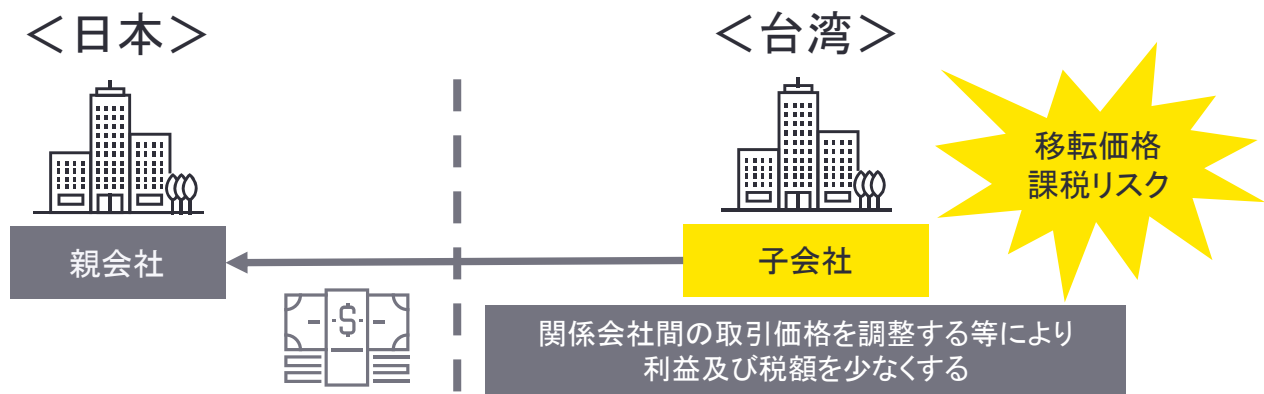 ＜日本＞
＜台湾＞
移転価格
課税リスク
親会社
子会社
$
関係会社間の取引価格を調整する等により
利益及び税額を少なくする